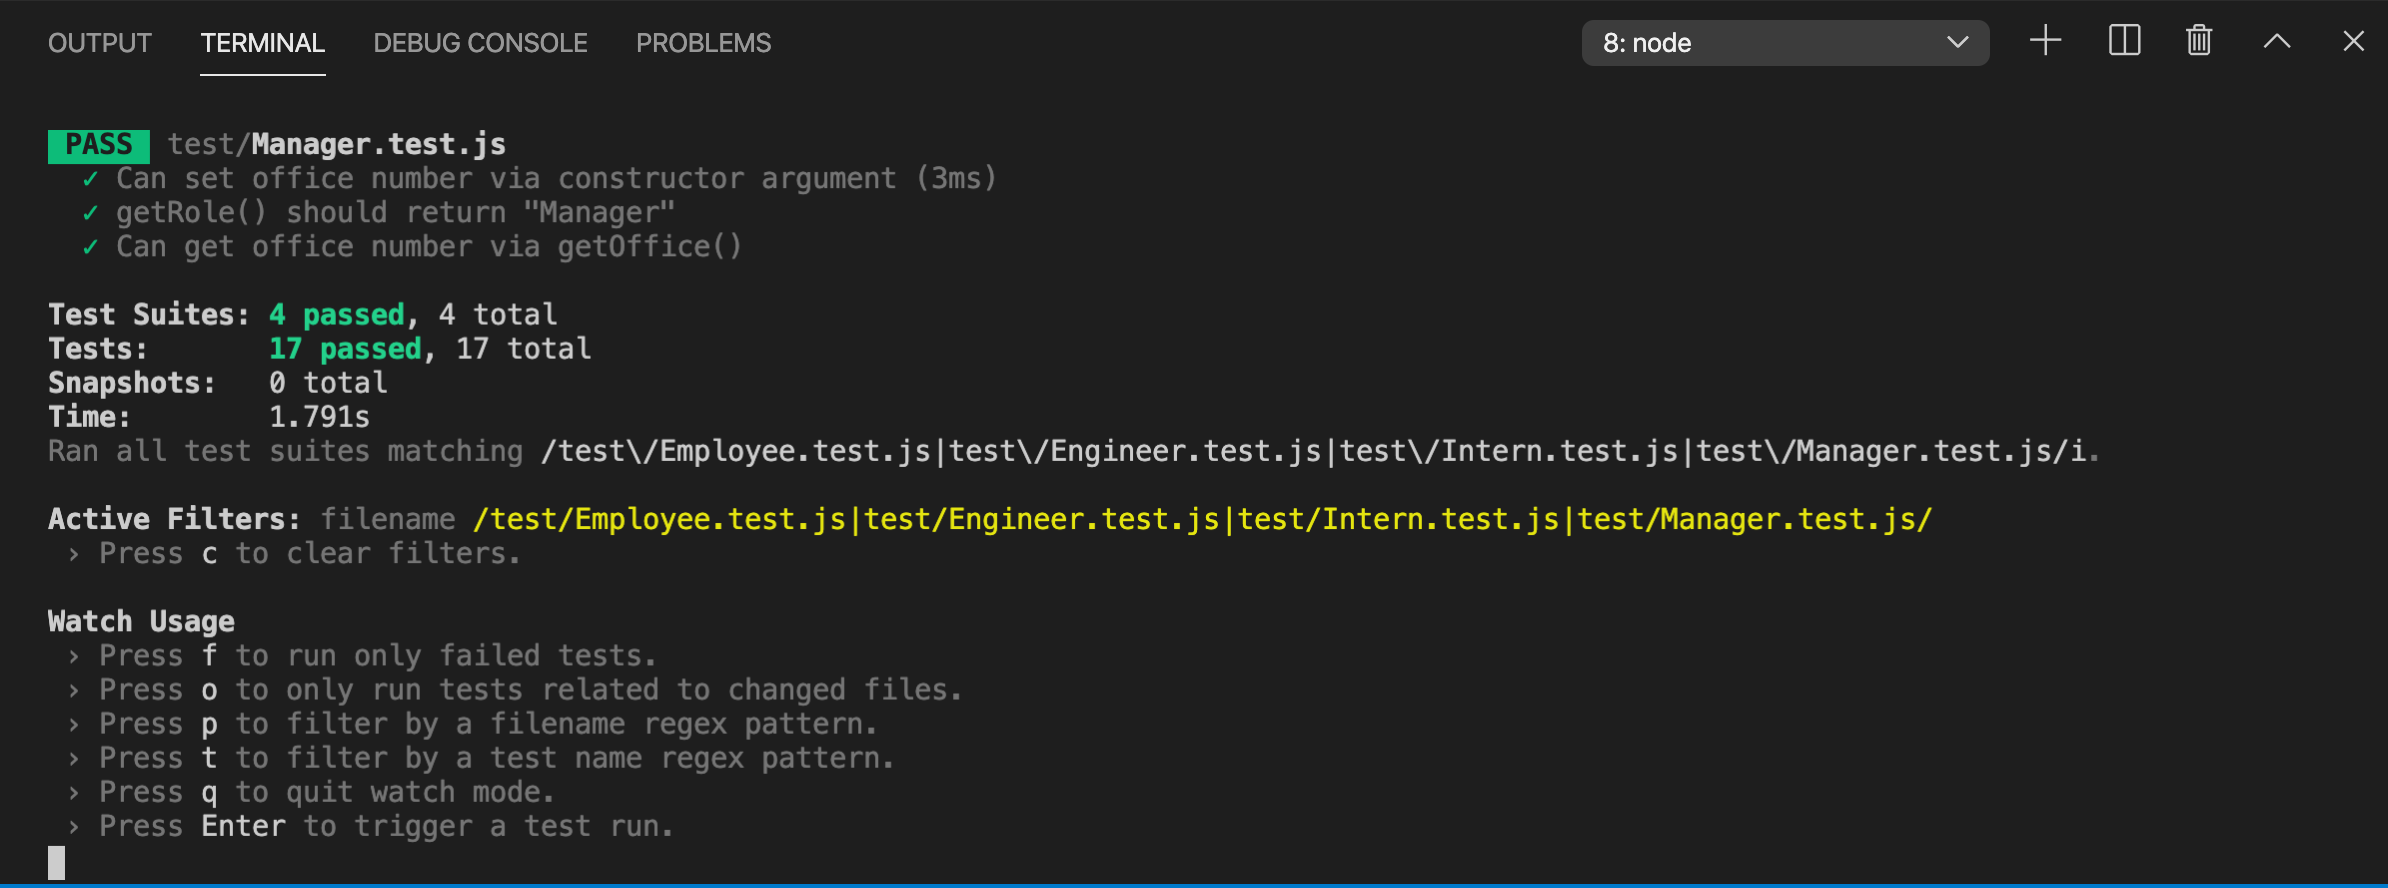 OUTPUT TERMINAL DEBUG CONSOLE PROBLEMS 8: node
PASS test/Manager.test.js
✓ Can set office number via constructor argument (3ms)
✓ getRole() should return "Manager"
✓ Can get office number via getOffice()
Test Suites: 4 passed, 4 total
Tests: 17 passed, 17 total
Snapshots: 0 total
Time: 1.791s
Ran all test suites matching /test\/Employee.test.js|test\/Engineer.test.js|test\/Intern.test.js|test\/Manager.test.js/i.
Active Filters: filename /test/Employee.test.js|test/Engineer.test.js|test/Intern.test.js|test/Manager.test.js/
› Press c to clear filters.
Watch Usage
› Press f to run only failed tests.
› Press o to only run tests related to changed files.
› Press p to filter by a filename regex pattern.
› Press t to filter by a test name regex pattern.
› Press q to quit watch mode.
› Press Enter to trigger a test run.